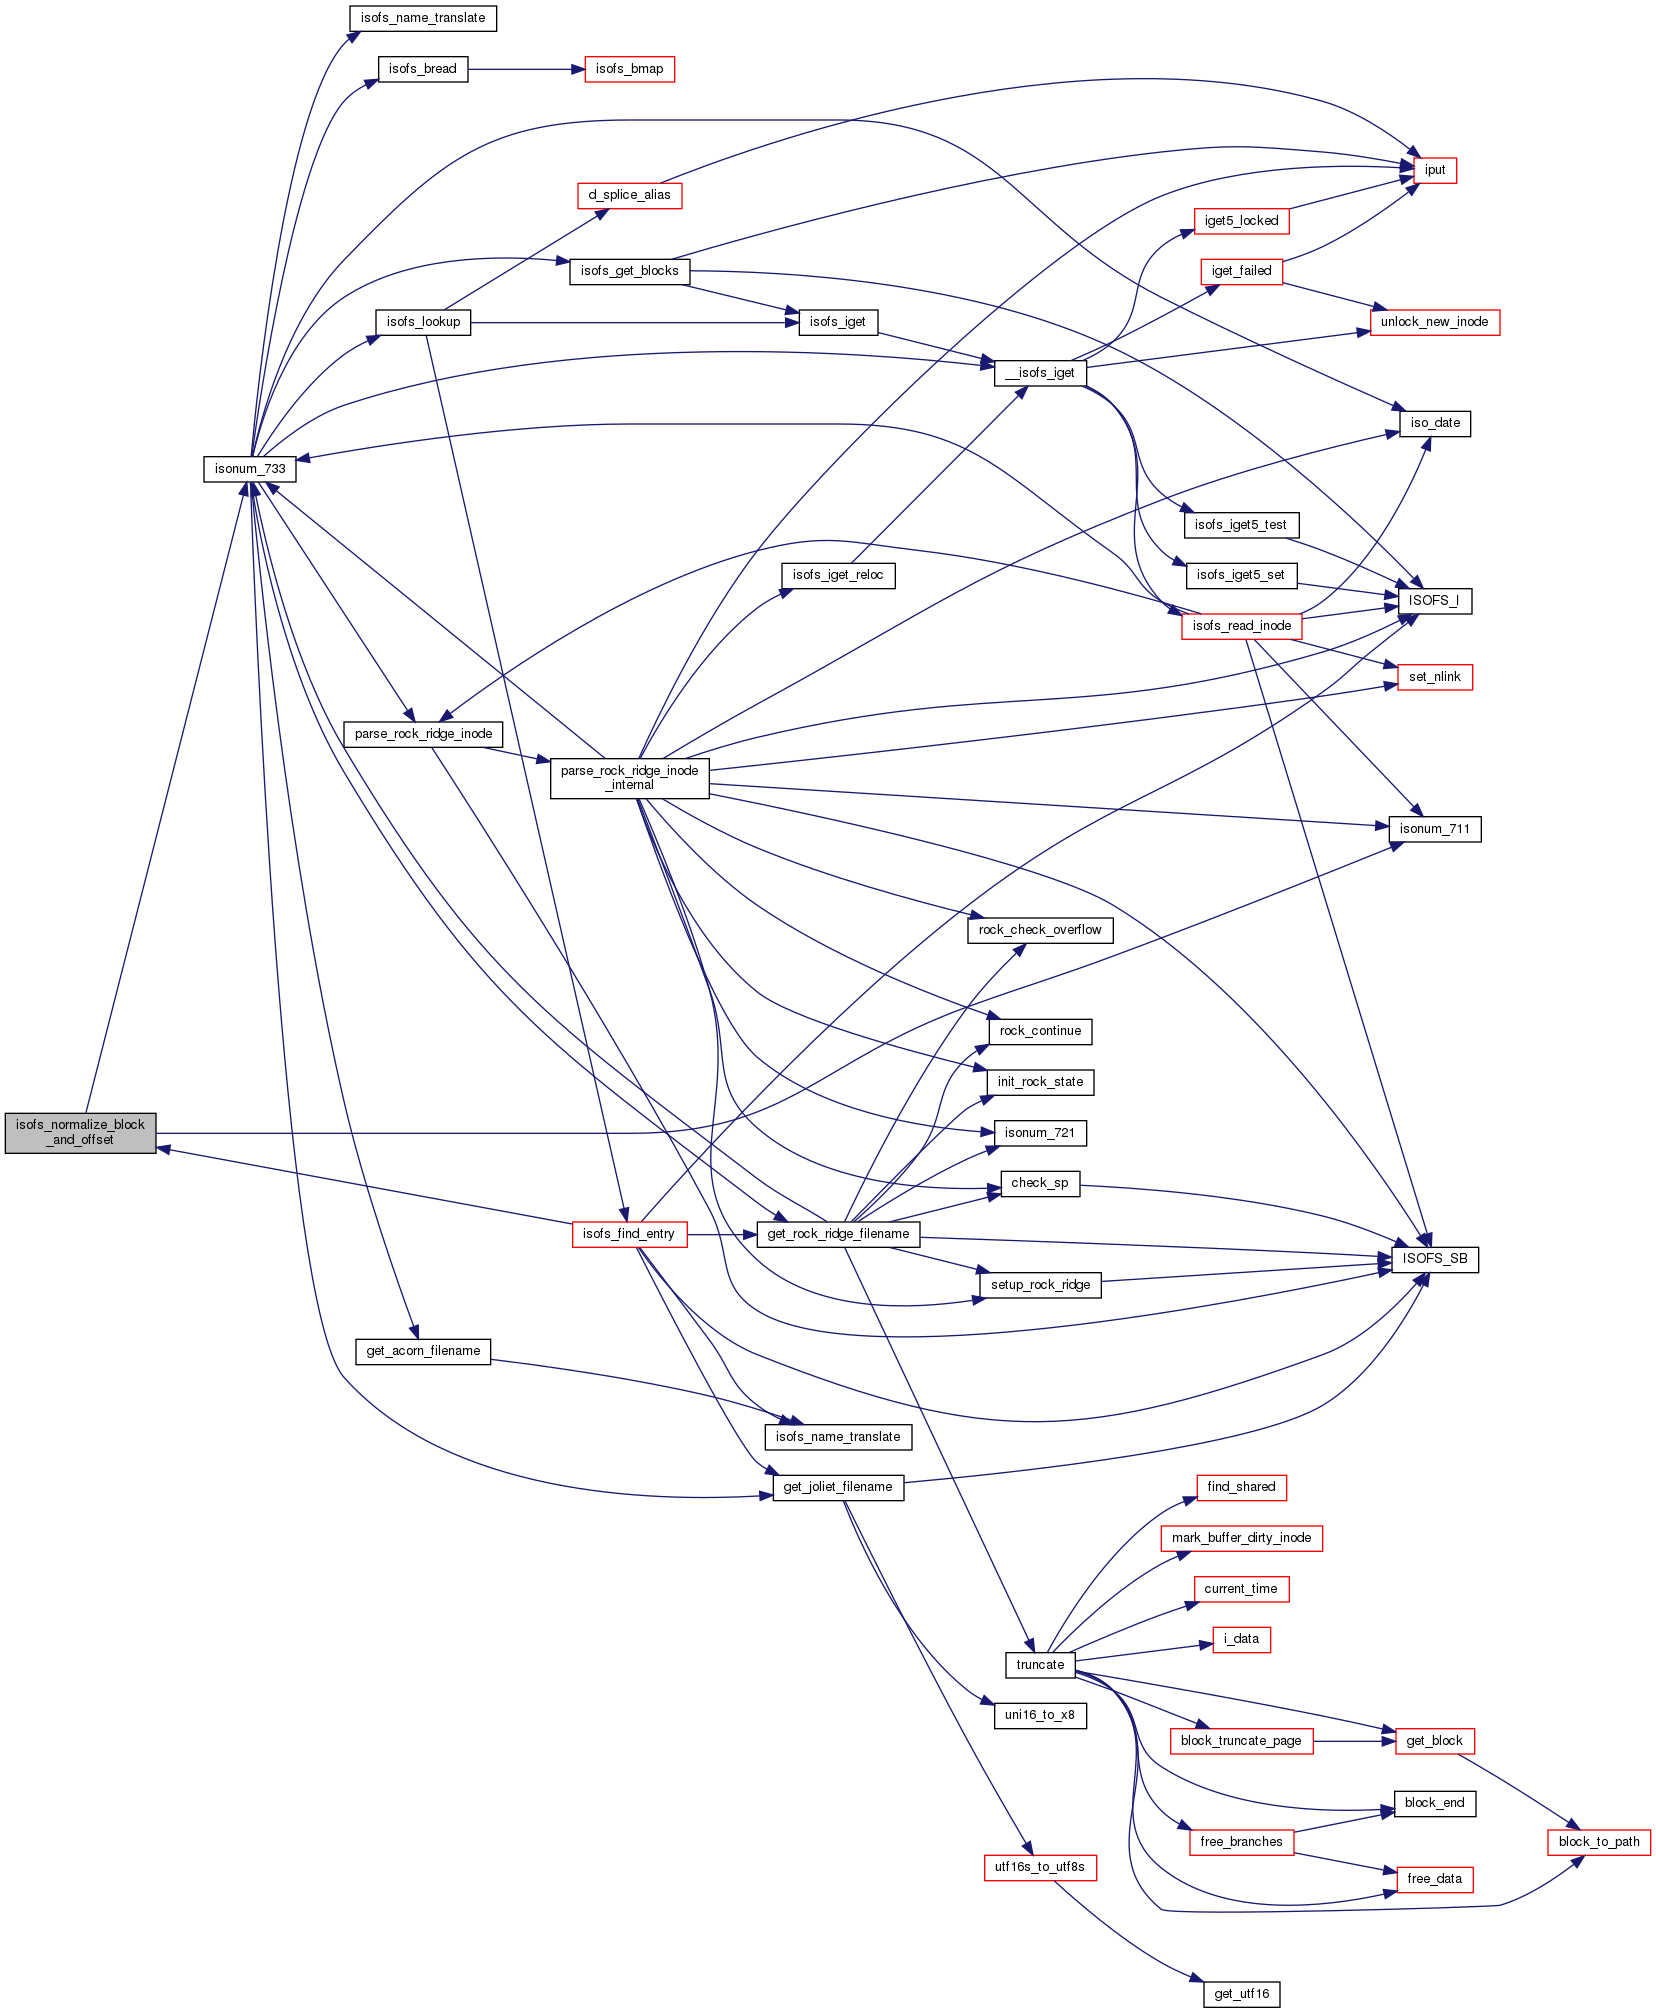 isofs_name_translate
isofs_bread
isofs_bmap
iput
d_splice_alias
iget5_locked
isofs_get_blocks
iget_failed
isofs_lookup
isofs_iget
unlock_new_inode
__isofs_iget
iso_date
isonum_733
isofs_iget5_test
isofs_iget_reloc
isofs_iget5_set
ISOFS_I
isofs_read_inode
set_nlink
parse_rock_ridge_inode
parse_rock_ridge_inode
_internal
isonum_711
rock_check_overflow
rock_continue
init_rock_state
isofs_normalize_block
_and_offset
isonum_721
check_sp
isofs_find_entry
get_rock_ridge_filename
ISOFS_SB
setup_rock_ridge
get_acorn_filename
isofs_name_translate
get_joliet_filename
find_shared
mark_buffer_dirty_inode
current_time
i_data
truncate
uni16_to_x8
block_truncate_page
get_block
block_end
free_branches
block_to_path
utf16s_to_utf8s
free_data
get_utf16